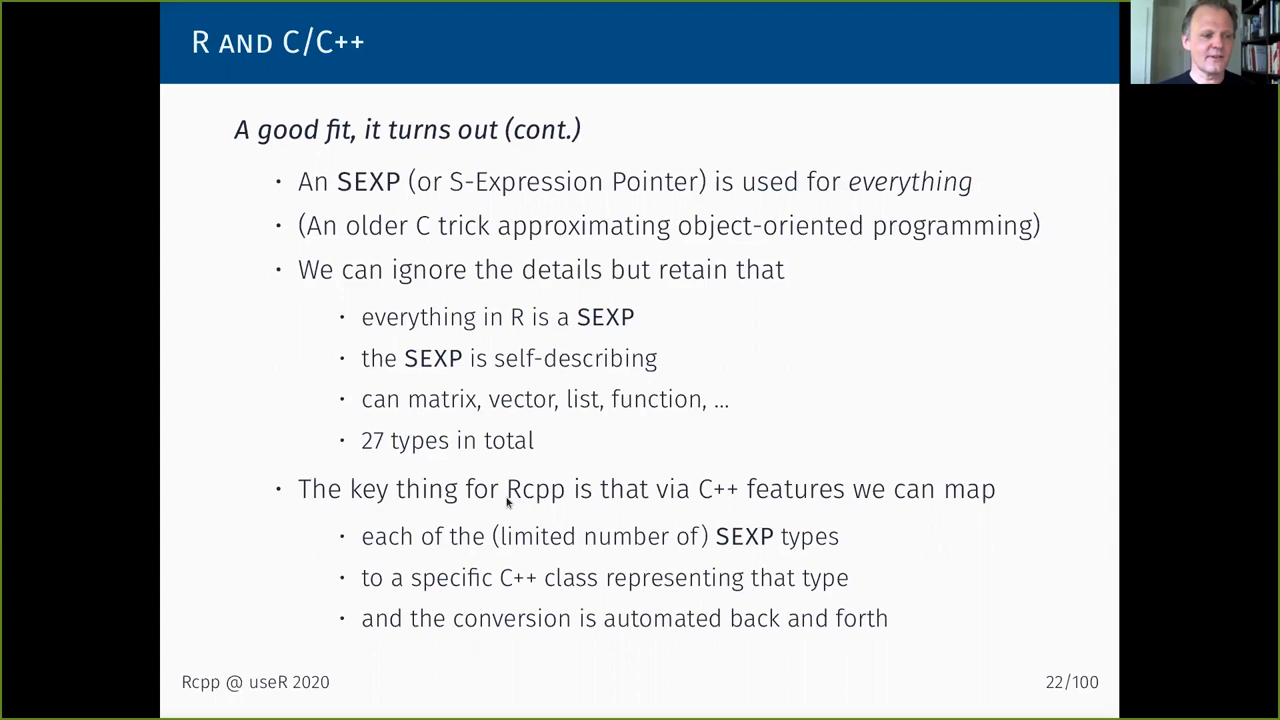 R AND C/C++
A good fit, it turns out (cont.)
· An SEXP (or S-Expression Pointer) is used for everything
· (An older C trick approximating object-oriented programming)
· We can ignore the details but retain that
· everything in R is a SEXP
· the SEXP is self-describing
· can matrix, vector, list, function, ...
· 27 types in total
· The key thing for Rcpp is that via C++ features we can map
· each of the (limited number of) SEXP types
· to a specific C++ class representing that type
· and the conversion is automated back and forth
Rcpp @ useR 2020
22/100